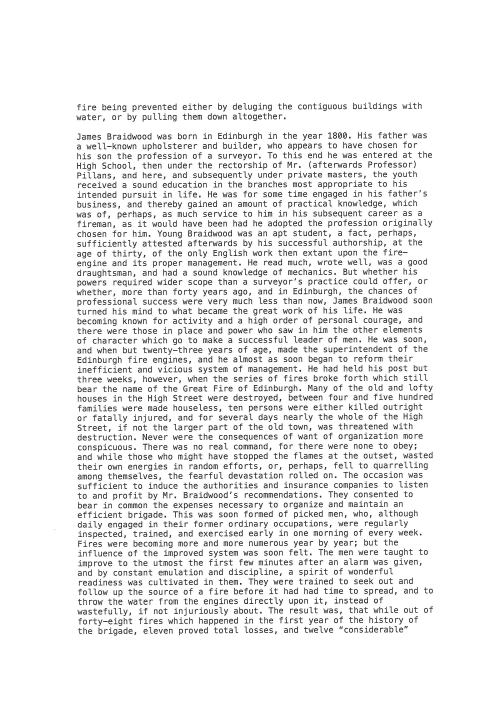 fire being prevented either by deluging the contiguous buildings with
water, or by pulling them down altogether.

James Braidwood was born in Edinburgh in the year 1800. His father was
a well-known upholsterer and builder, who appears to have chosen for
his son the profession of a surveyor. To this end he was entered at the
High School, then under the rectorship of Mr. (afterwards Professor)
Pillans, and here, and subsequently under private masters, the youth
received a sound education in the branches most appropriate to his
intended pursuit in life. He was for some time engaged in his father's
business, and thereby gained an amount of practical knowledge, which
was of, perhaps, as much service to him in his subsequent career as a
fireman, as it would have been had he adopted the profession originally
chosen for him. Young Braidwood was an apt student, a fact, perhaps,
sufficiently attested afterwards by his successful authorship, at the
age of thirty, of the only English work then extant upon the fire-
engine and its proper management. He read much, wrote well, was a good
draughtsman, and had a sound knowledge of mechanics. But whether his
powers required wider scope than a surveyor's practice could offer, or
whether, more than forty years ago, and in Edinburgh, the chances of
professional success were very much less than now, James Braidwood soon
turned his mind to what became the great work of his life. He was
becoming known for activity and a high order of personal courage, and
there were those in place and power who saw in him the other elements
of character which go to make a successful leader of men. He was soon,
and when but twenty-three years of age, made the superintendent of the
Edinburgh fire engines, and he almost as soon began to reform their
inefficient and vicious system of management. He had held his post but
three weeks, however, when the series of fires broke forth which still
bear the name of the Great Fire of Edinburgh. Many of the old and lofty
houses in the High Street were destroyed, between four and five hundred
families were made houseless, ten persons were either killed outright
or fatally injured, and for several days nearly the whole of the High
Street, if not the larger part of the old town, was threatened with
destruction. Never were the consequences of want of organization more
conspicuous. There was no real command, for there were none to obey;
and while those who might have stopped the flames at the outset, wasted
their own energies in random efforts, or, perhaps, fell to quarrelling
among themselves, the fearful devastation rolled on. The occasion was
sufficient to induce the authorities and insurance companies to listen
to and profit by Mr. Braidwood's recommendations. They consented to
bear in common the expenses necessary to organize and maintain an
efficient brigade. This was soon formed of picked men, who, although
daily engaged in their former ordinary occupations, were regularly
inspected, trained, and exercised early in one morning of every week.
Fires were becoming more and more numerous year by year; but the
influence of the improved system was soon felt. The men were taught to
improve to the utmost the first few minutes after an alarm was given,
and by constant emulation and discipline, a spirit of wonderful
readiness was cultivated in them. They were trained to seek out and
follow up the source of a fire before it had had time to spread, and to
throw the water from the engines directly upon it, instead of
wastefully, if not injuriously about. The result was, that while out of
forty-eight fires which happened in the first year of the history of
the brigade, eleven proved total losses, and twelve “considerable”